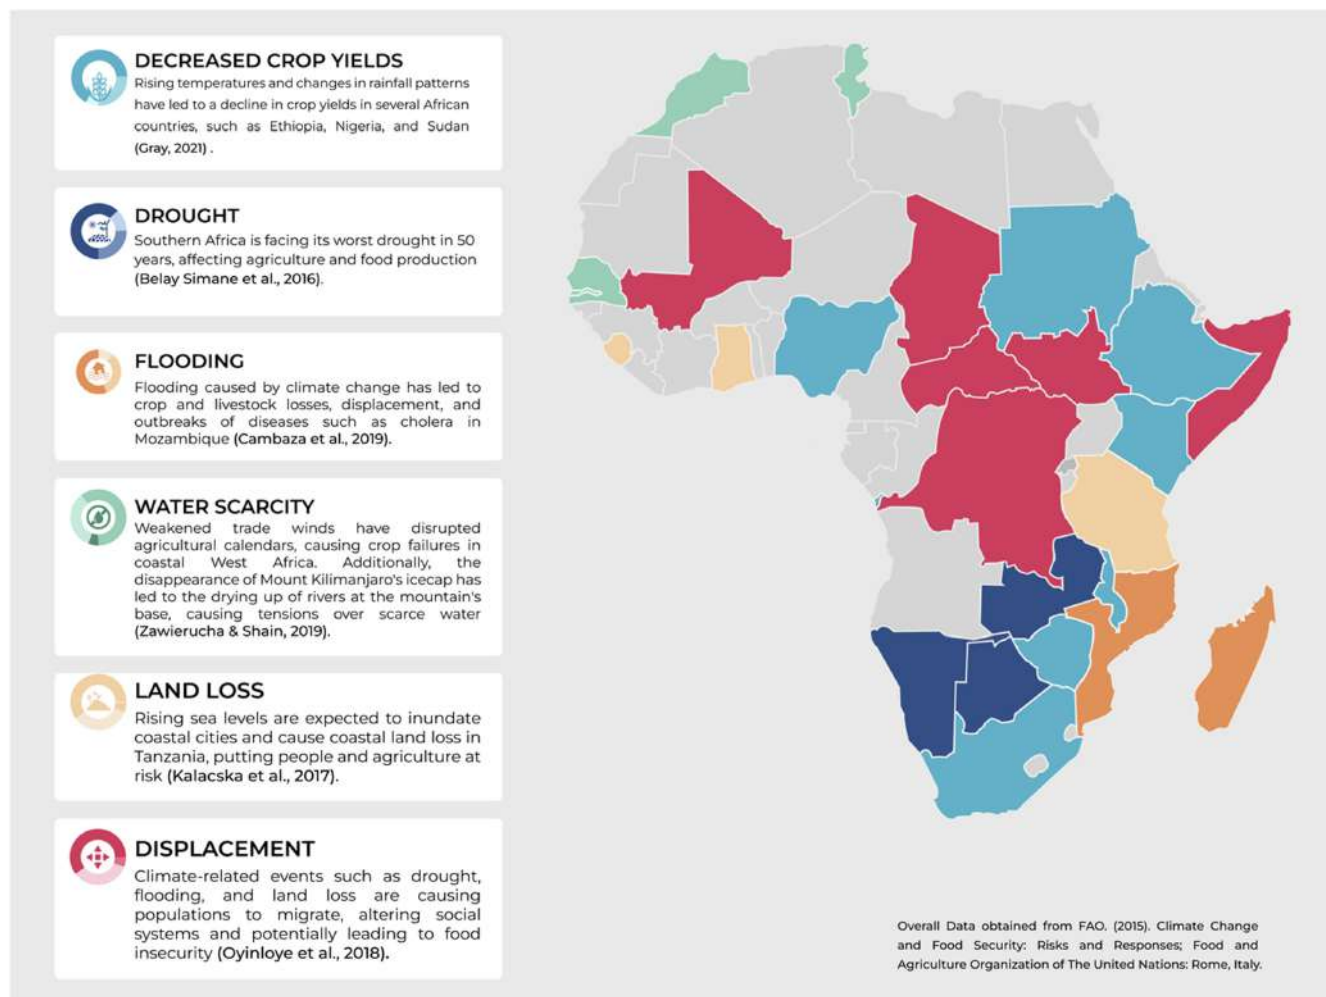 DECREASED CROP YIELDS
Rising temperatures and changes in rainfall patterns
have led to a decline in crop yields in several African
countries, such as Ethiopia, Nigeria, and Sudan
(Gray, 2021) .
DROUGHT
Southern Africa is facing its worst drought in 50
years, affecting agriculture and food production
(Belay Simane et al., 2016).
FLOODING
Flooding caused by climate change has led to
crop and livestock losses, displacement, and
outbreaks of diseases such as cholera in
Mozambique (Cambaza et al., 2019).
WATER SCARCITY
Weakened trade winds have disrupted
agricultural calendars, causing crop failures in
coastal West Africa. Additionally, the
disappearance of Mount Kilimanjaro's icecap has
led to the drying up of rivers at the mountain's
base, causing tensions over scarce water
(Zawierucha & Shain, 2019).
LAND LOSS
Rising sea levels are expected to inundate
coastal cities and cause coastal land loss in
Tanzania, putting people and agriculture at
risk (Kalacska et al., 2017).
DISPLACEMENT
Climate-related events such as drought,
flooding, and land loss are causing
populations to migrate, altering social
systems and potentially leading to food
insecurity (Oyinloye et al., 2018).
Overall Data obtained from FAO. (2015). Climate Change
and Food Security: Risks and Responses; Food and
Agriculture Organization of The United Nations: Rome, Italy.